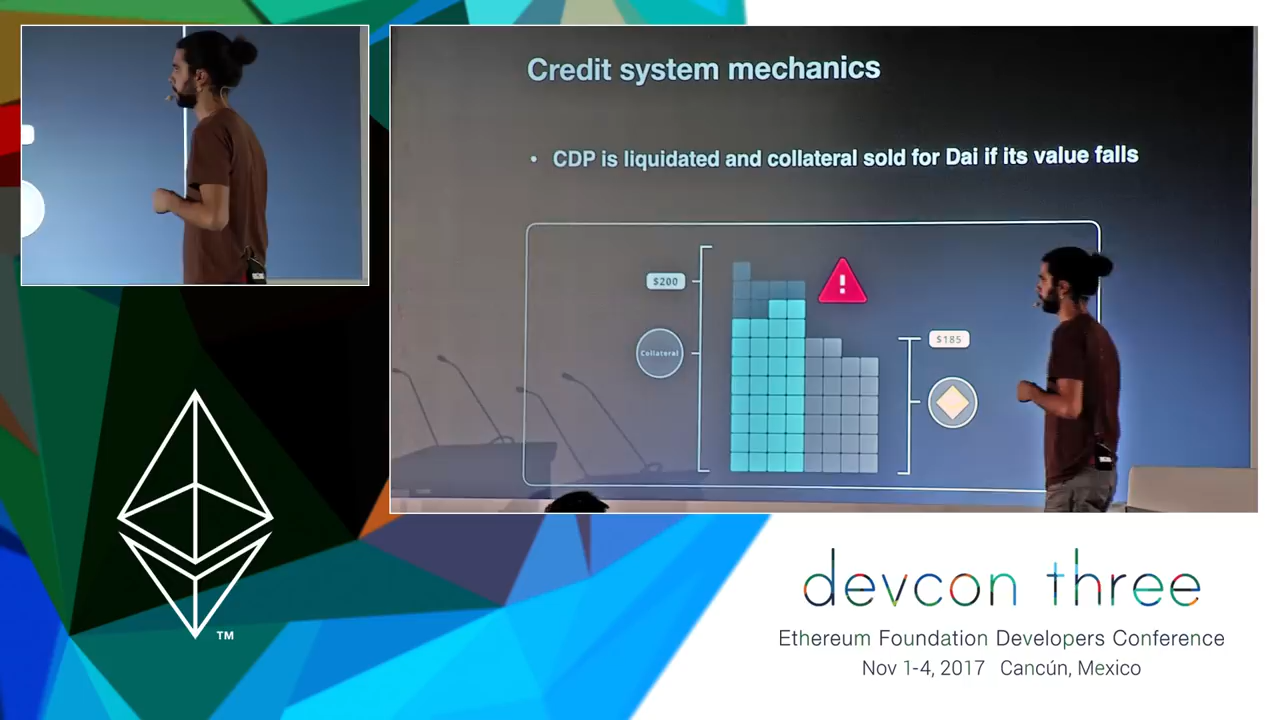 Credit system mechanics
• CDP is liquidated and collateral sold for Dai if its value falls
$200
Collateral
$185
TM
devcon three
Ethereum Foundation Developers Conference
Nov 1-4, 2017 Cancún, Mexico